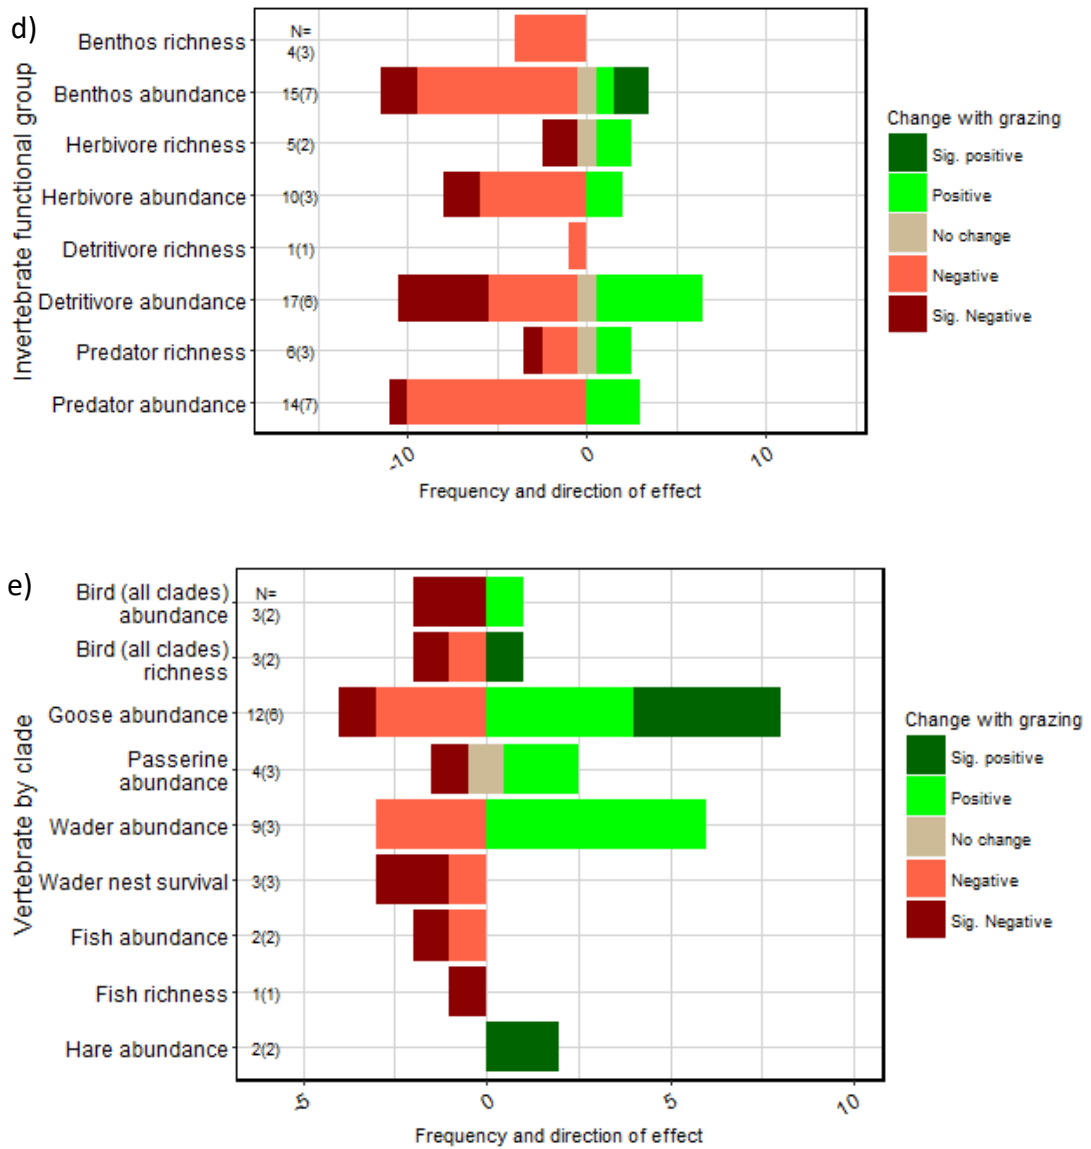 d)
Invertebrate functional group
Benthos richness
Benthos abundance
Herbivore richness
Herbivore abundance
Detritivore richness
Detritivore abundance
Predator richness
Predator abundance
N=
4(3)
15(7)
5(2)
10(3)
1(1)
17(6)
6(3)
14(7)
-10
0
10
Frequency and direction of effect
Change with grazing
Sig. positive
Positive
No change
Negative
Sig. Negative
e)
Vertebrate by clade
Bird (all clades)
abundance
Bird (all clades)
richness
Goose abundance
Passerine
abundance
Wader abundance
Wader nest survival
Fish abundance
Fish richness
Hare abundance
N=
3(2)
3(2)
12(6)
4(3)
9(3)
3(3)
2(2)
1(1)
2(2)
-5
0
5
10
Frequency and direction of effect
Change with grazing
Sig. positive
Positive
No change
Negative
Sig. Negative